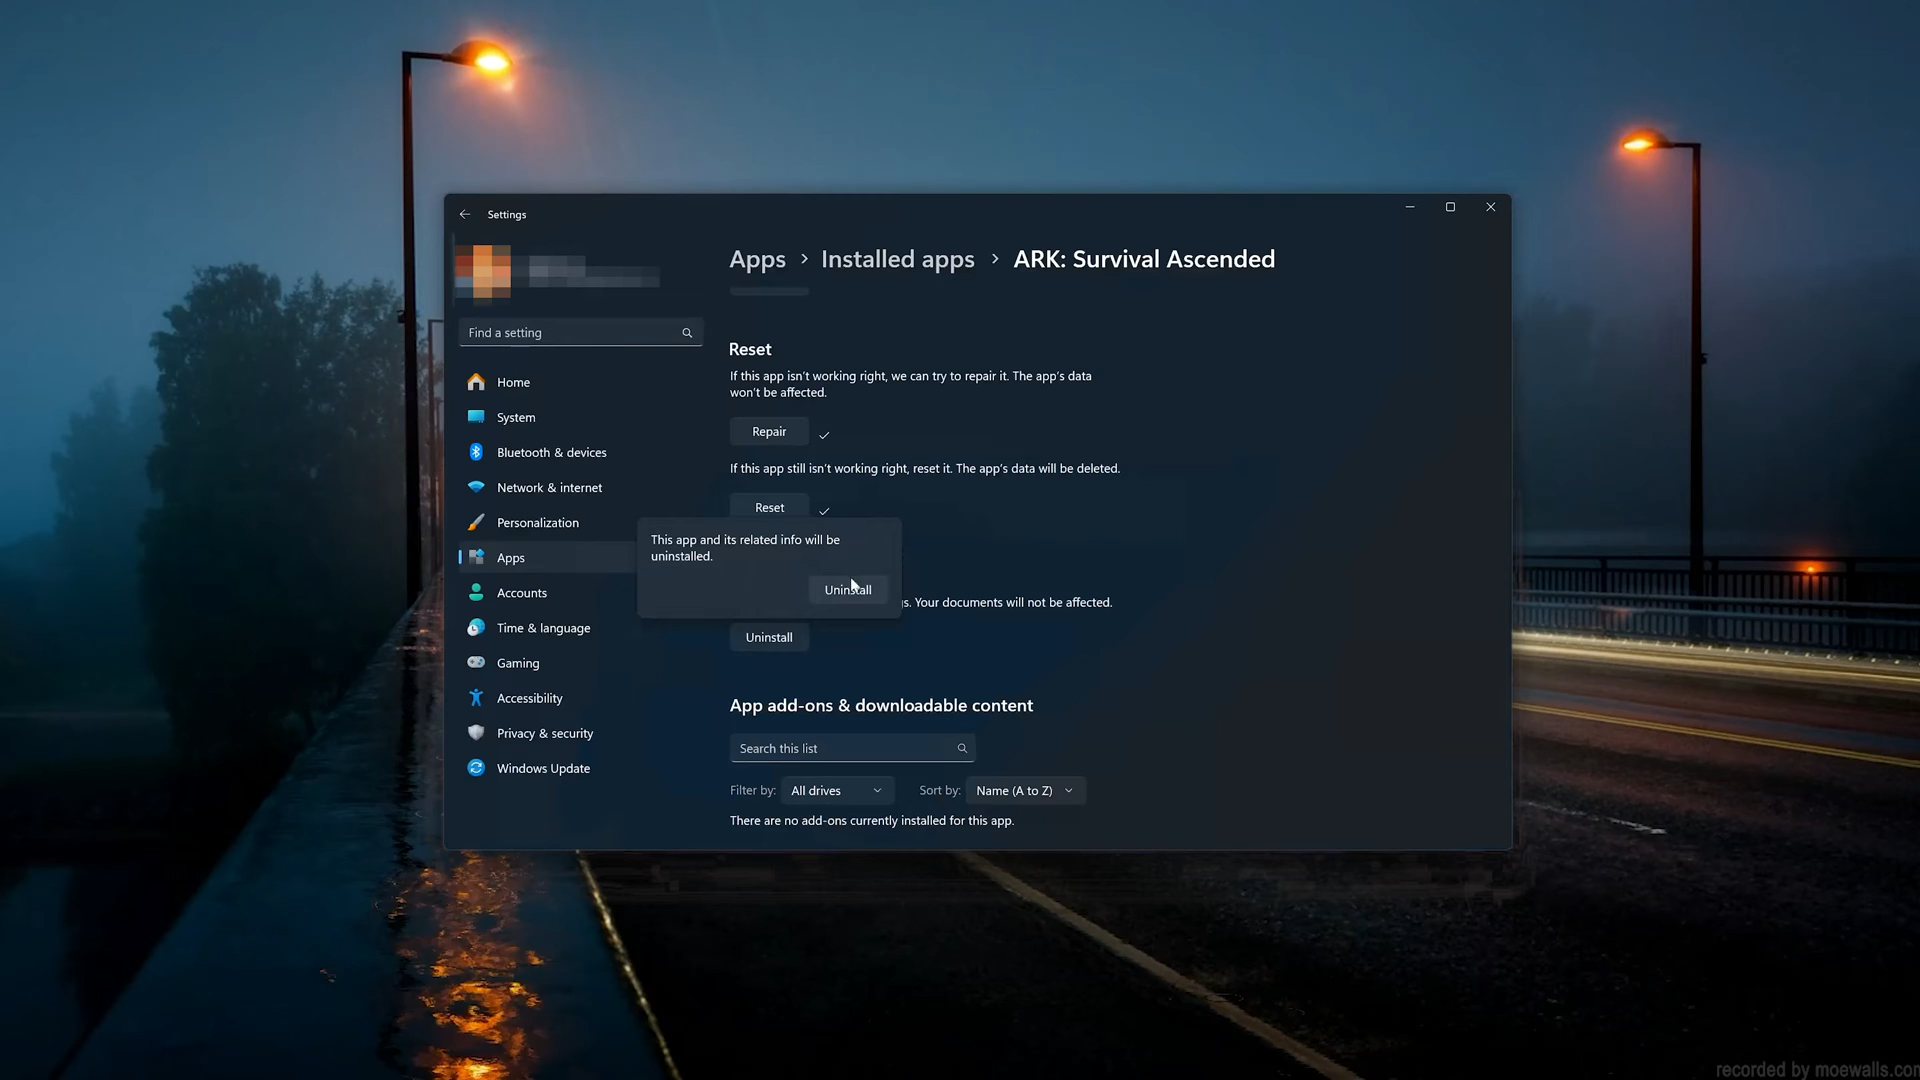 Settings
Apps > Installed apps > ARK: Survival Ascended
Find a setting
Home
System
Bluetooth & devices
Network & internet
Personalization
Apps
Accounts
Time & language
Gaming
Accessibility
Privacy & security
Windows Update
Reset
If this app isn't working right, we can try to repair it. The app's data
won't be affected.
Repair
If this app still isn't working right, reset it. The app's data will be deleted.
Reset
This app and its related info will be
uninstalled.
Uninstall
s. Your documents will not be affected.
Uninstall
App add-ons & downloadable content
Search this list
Filter by: All drives Sort by: Name (A to Z)
There are no add-ons currently installed for this app.
recorded by moewalls.com